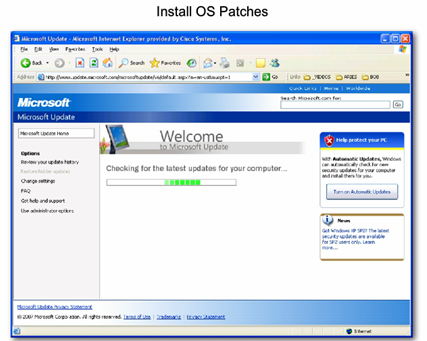 Install OS Patches
Microsoft Update - Microsoft Internet Explorer provided by Cisco Systems, Inc.
File Edit View Favorites Tools Help
Back Search Favorites
Address http://www.update.microsoft.com/microsoftupdate/v6/default.aspx?ln=en-us Go Links VIDEOS BOB
Quick Links | Home | Worldwide
Search Microsoft.com for:
Microsoft
Go
Microsoft Update
Microsoft Update Home
Options
Review your update history
Restore hidden updates
Change settings
FAQ
Get help and support
Use administrator options
Welcome
to Microsoft Update
Checking for the latest updates for your computer...
Help protect your PC
With Automatic Updates, Windows
can automatically check for new
security updates for your computer
and install them for you.
Turn on Automatic Updates
News
Got Windows XP SP2? The latest
security updates are available
for SP2 users only. Learn
more...
Microsoft Update Privacy Statement
© 2007 Microsoft Corporation. All rights reserved. Terms of Use | Trademarks | Privacy Statement
Internet